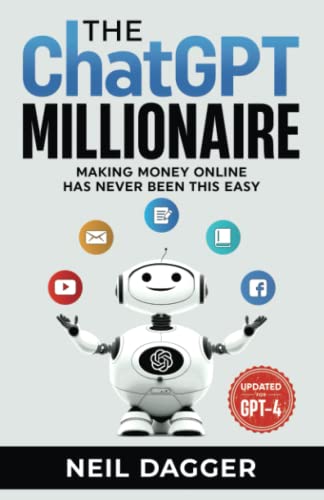 THE
ChatGPT
MILLIONAIRE
MAKING MONEY ONLINE
HAS NEVER BEEN THIS EASY
UPDATED
FOR
GPT-4
NEIL DAGGER